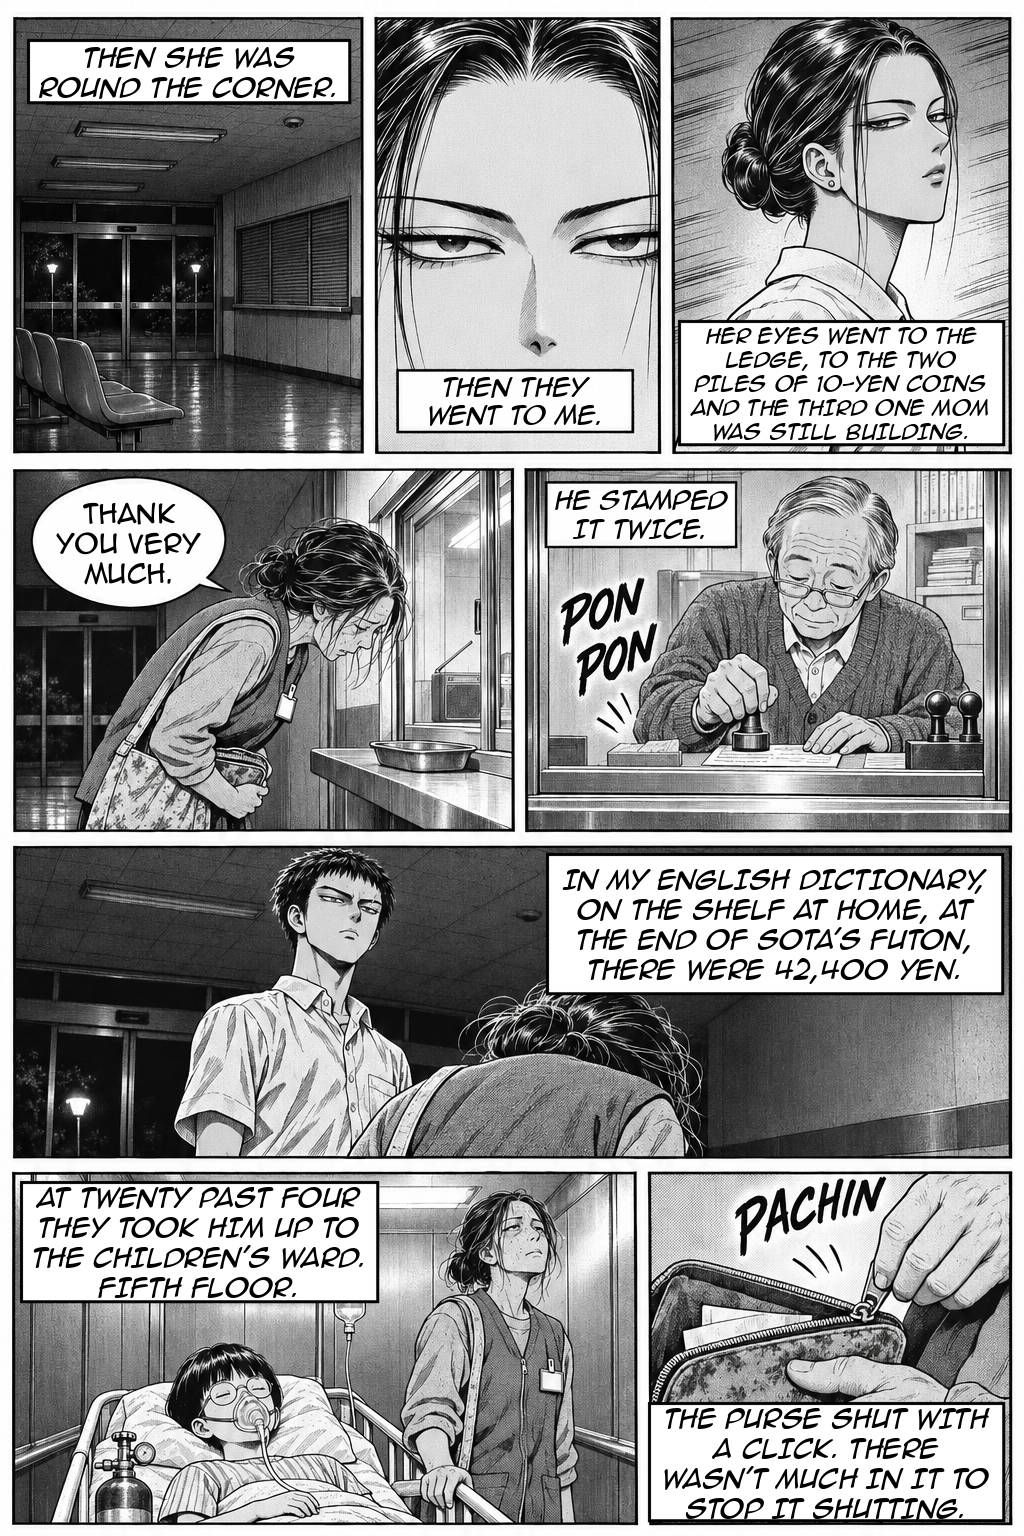 HER EYES WENT TO THE
LEDGE, TO THE TWO
PILES OF 10-YEN COINS
AND THE THIRD ONE MOM
WAS STILL BUILDING.
THEN THEY
WENT TO ME.
THEN SHE WAS
ROUND THE CORNER.
HE STAMPED
IT TWICE.
PON
PON
THANK
YOU VERY
MUCH.
IN MY ENGLISH DICTIONARY,
ON THE SHELF AT HOME, AT
THE END OF SOTA'S FUTON,
THERE WERE 42,400 YEN.
PACHIN
THE PURSE SHUT WITH
A CLICK. THERE
WASN'T MUCH IN IT TO
STOP IT SHUTTING.
AT TWENTY PAST FOUR
THEY TOOK HIM UP TO
THE CHILDREN'S WARD.
FIFTH FLOOR.